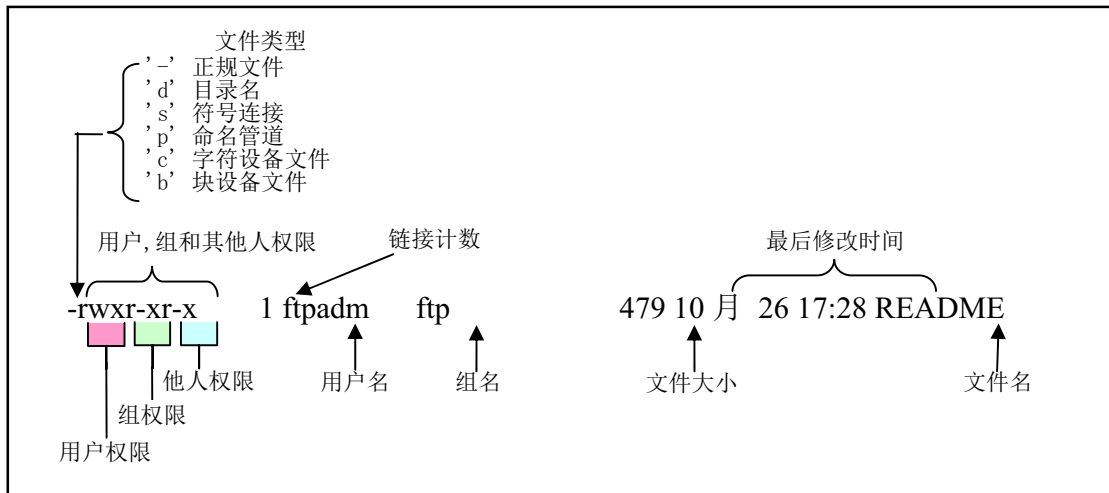 文件类型
'-' 正规文件
'd' 目录名
's' 符号连接
'p' 命名管道
'c' 字符设备文件
'b' 块设备文件
用户,组和其他人权限
链接计数
最后修改时间
-rwxr-xr-x 1 ftpadm ftp 479 10 月 26 17:28 README
他人权限
用户名
组名
文件大小
文件名
组权限
用户权限